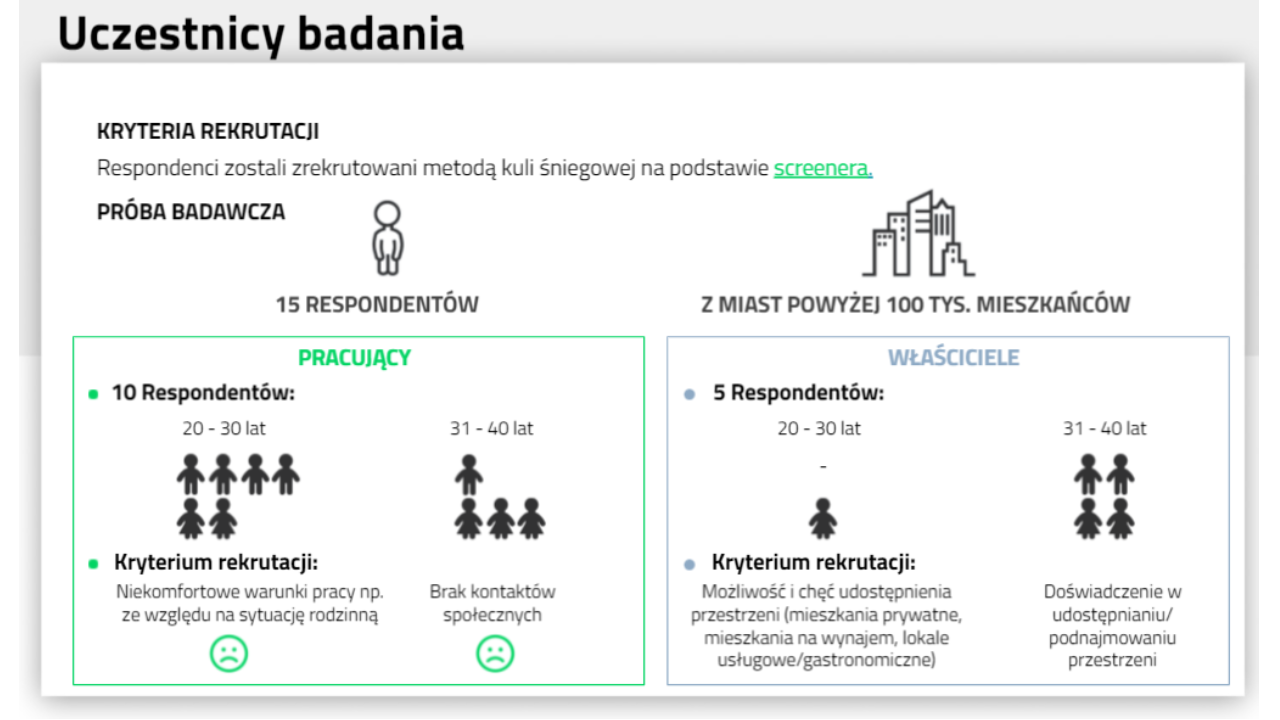 Uczestnicy badania
KRYTERIA REKRUTACJI
Respondenci zostali zrekrutowani metodą kuli śniegowej na podstawie screenera.
PRÓBA BADAWCZA
15 RESPONDENTÓW
Z MIAST POWYŻEJ 100 TYS. MIESZKAŃCÓW
PRACUJĄCY
10 Respondentów:
20 - 30 lat
31 - 40 lat
Kryterium rekrutacji:
Niekomfortowe warunki pracy np.
ze względu na sytuację rodzinną
Brak kontaktów
społecznych
WŁAŚCICIELE
5 Respondentów:
20 - 30 lat
31 - 40 lat
-
Kryterium rekrutacji:
Możliwość i chęć udostępnienia
przestrzeni (mieszkania prywatne,
mieszkania na wynajem, lokale
usługowe/gastronomiczne)
Doświadczenie w
udostępnianiu/
podnajmowaniu
przestrzeni